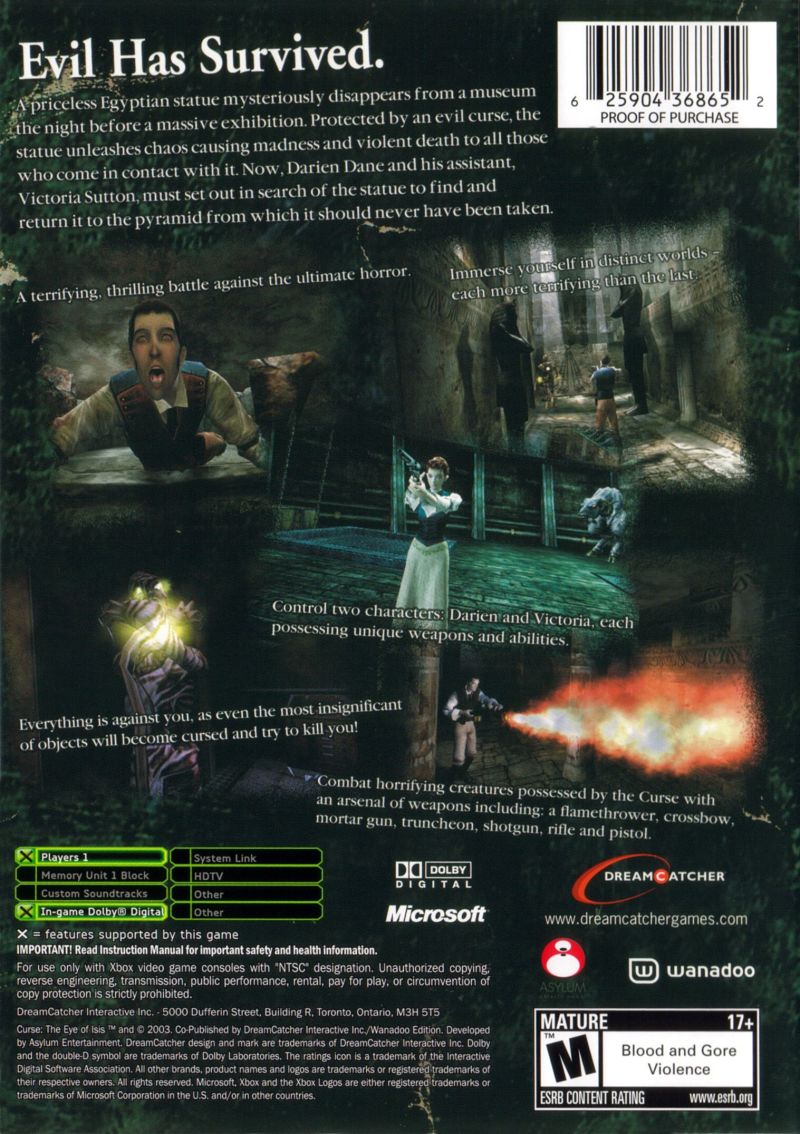 Evil Has Survived.
A priceless Egyptian statue mysteriously disappears from a museum
the night before a massive exhibition. Protected by an evil curse, the
statue unleashes chaos causing madness and violent death to all those
who come in contact with it. Now, Darien Dane and his assistant,
Victoria Sutton, must set out in search of the statue to find and
return it to the pyramid from which it should never have been taken.
6 25904 36865 2
PROOF OF PURCHASE
A terrifying, thrilling battle against the ultimate horror.
Immerse yourself in distinct worlds –
each more terrifying than the last.
Control two characters: Darien and Victoria, each
possessing unique weapons and abilities.
Everything is against you, as even the most insignificant
of objects will become cursed and try to kill you!
Combat horrifying creatures possessed by the Curse with
an arsenal of weapons including: a flamethrower, crossbow,
mortar gun, truncheon, shotgun, rifle and pistol.
X Players 1
Memory Unit 1 Block
Custom Soundtracks
X In-game Dolby® Digital
System Link
HDTV
Other
Other
X = features supported by this game
DOLBY
DIGITAL
Microsoft
DREAMCATCHER
www.dreamcatchergames.com
ASYLUM
wanadoo
IMPORTANT! Read Instruction Manual for important safety and health information.
For use only with Xbox video game consoles with "NTSC" designation. Unauthorized copying,
reverse engineering, transmission, public performance, rental, pay for play, or circumvention of
copy protection is strictly prohibited.
DreamCatcher Interactive Inc. - 5000 Dufferin Street, Building R, Toronto, Ontario, M3H 5T5
Curse: The Eye of Isis ™ and © 2003. Co-Published by DreamCatcher Interactive Inc./Wanadoo Edition. Developed
by Asylum Entertainment. DreamCatcher design and mark are trademarks of DreamCatcher Interactive Inc. Dolby
and the double-D symbol are trademarks of Dolby Laboratories. The ratings icon is a trademark of the Interactive
Digital Software Association. All other brands, product names and logos are trademarks or registered trademarks of
their respective owners. All rights reserved. Microsoft, Xbox and the Xbox Logos are either registered trademarks or
trademarks of Microsoft Corporation in the U.S. and/or in other countries.
MATURE 17+
TM
M
Blood and Gore
Violence
ESRB CONTENT RATING www.esrb.org